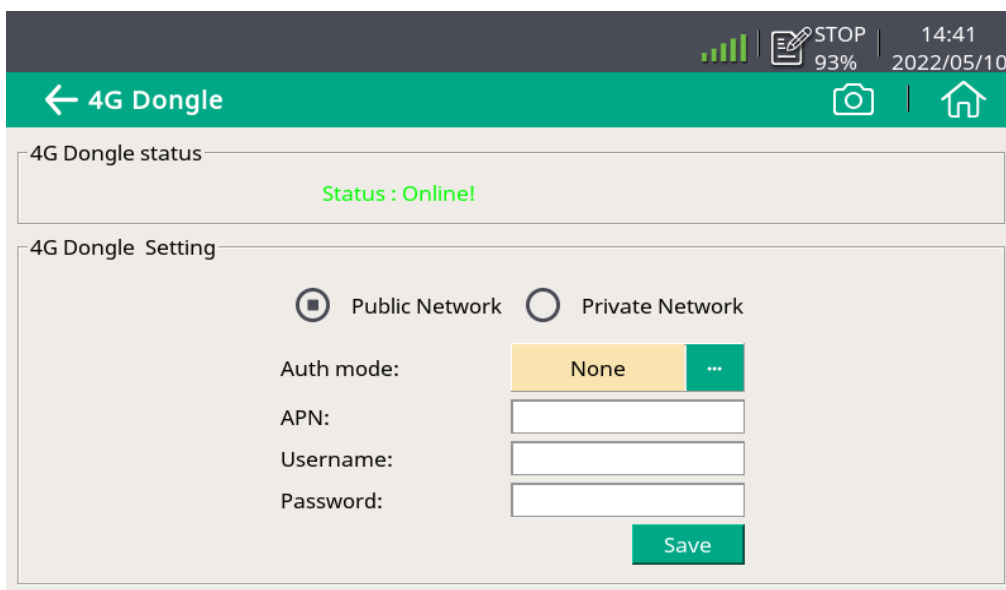 STOP 14:41
93% 2022/05/10
4G Dongle
4G Dongle status
Status : Online!
4G Dongle Setting
Public Network Private Network
Auth mode: None ...
APN:
Username:
Password:
Save